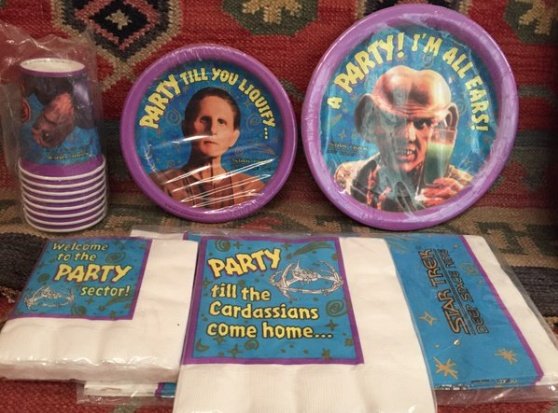 PARTY TILL YOU LIQUIFY...
A PARTY! I'M ALL EARS!
Welcome
to the
PARTY
sector!
PARTY
till the
Cardassians
come home...
STAR TREK
DEEP SPACE NINE